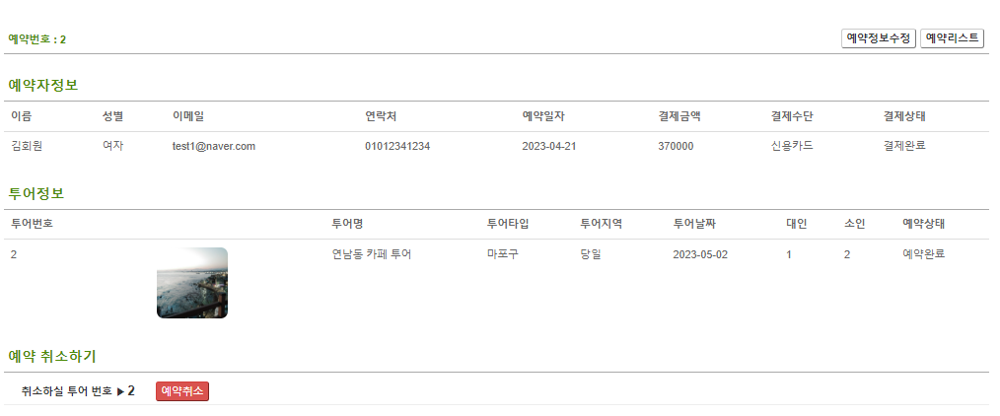 예약번호 : 2 예약정보수정 예약리스트
예약자정보
이름 성별 이메일 연락처 예약일자 결제금액 결제수단 결제상태
김회원 여자 test1@naver.com 01012341234 2023-04-21 370000 신용카드 결제완료
투어정보
투어번호 투어명 투어타입 투어지역 투어날짜 대인 소인 예약상태
2 연남동 카페 투어 마포구 당일 2023-05-02 1 2 예약완료
예약 취소하기
취소하실 투어 번호 ▶ 2 예약취소